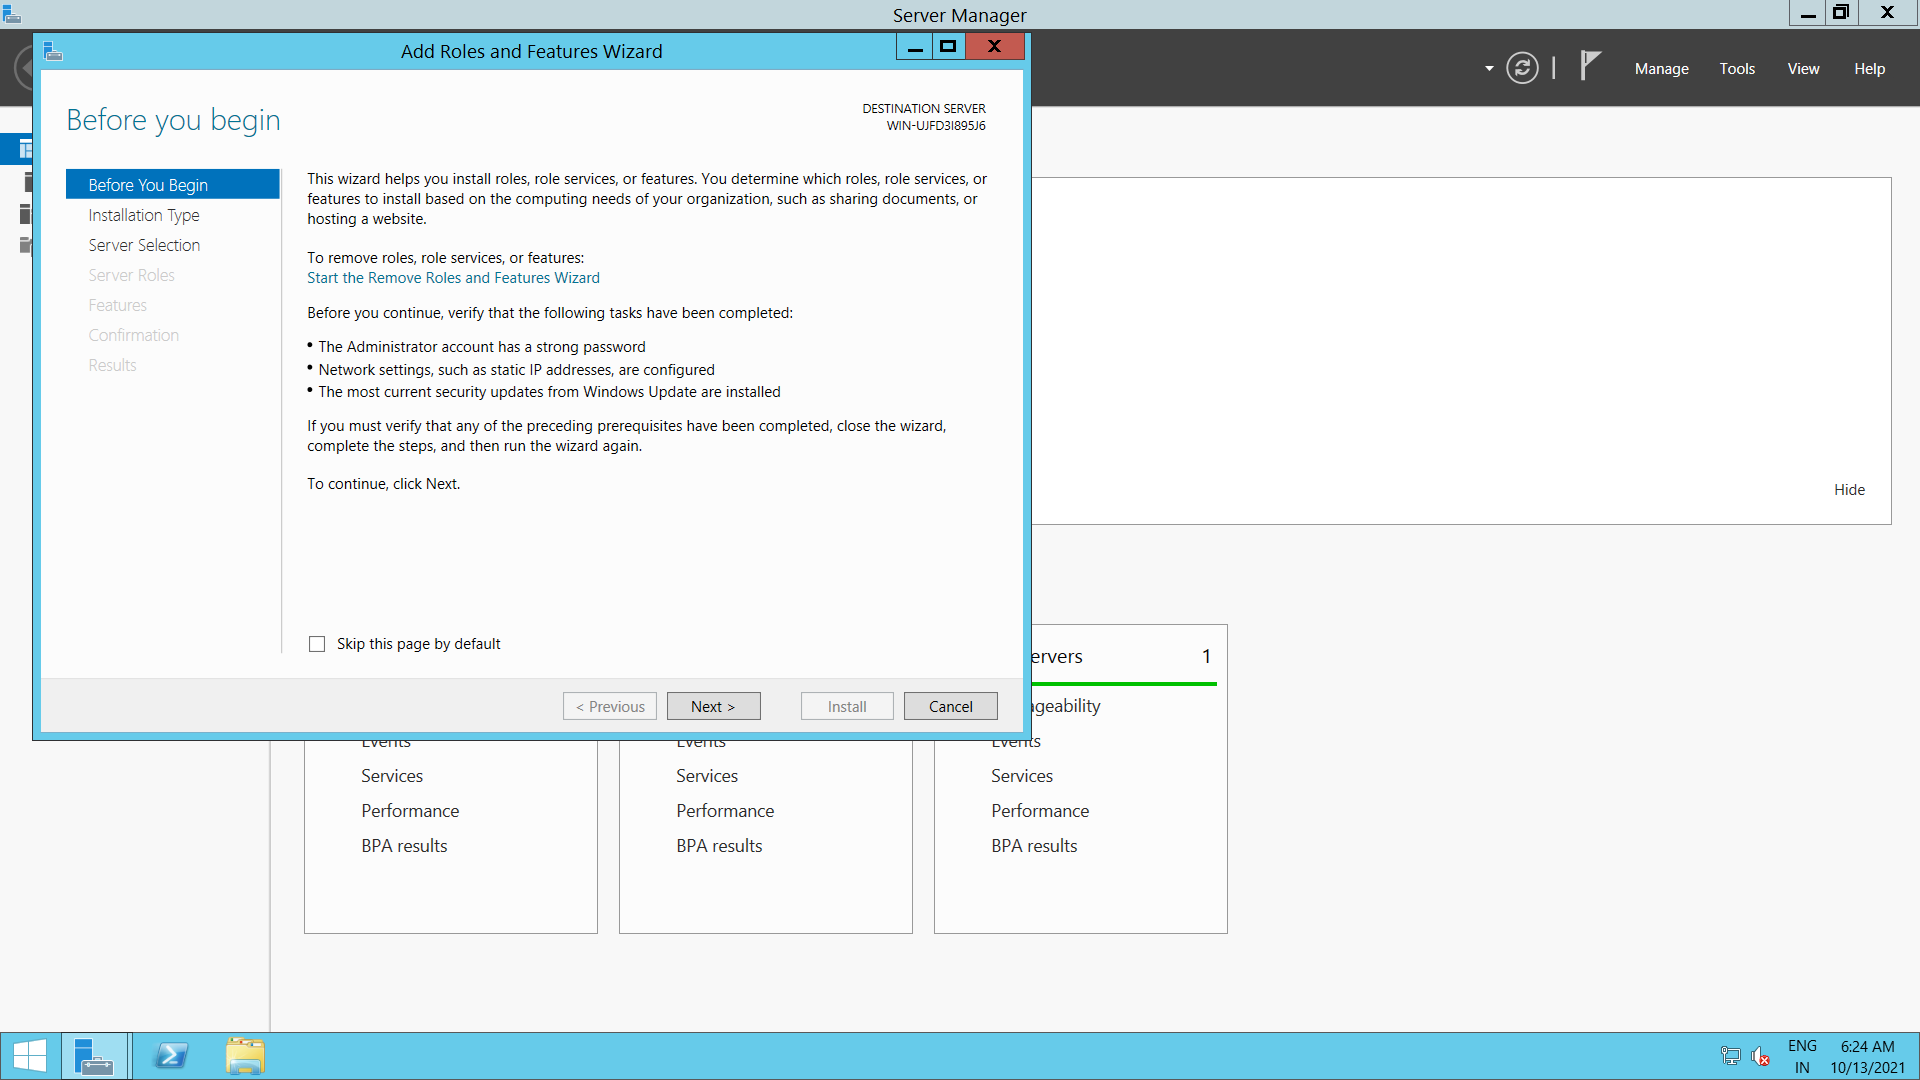 Server Manager
Add Roles and Features Wizard
Manage
Tools
View
Help
Before you begin
DESTINATION SERVER
WIN-UJFD3I895J6
Before You Begin
Installation Type
Server Selection
Server Roles
Features
Confirmation
Results
This wizard helps you install roles, role services, or features. You determine which roles, role services, or
features to install based on the computing needs of your organization, such as sharing documents, or
hosting a website.
To remove roles, role services, or features:
Start the Remove Roles and Features Wizard
Before you continue, verify that the following tasks have been completed:
• The Administrator account has a strong password
• Network settings, such as static IP addresses, are configured
• The most current security updates from Windows Update are installed
If you must verify that any of the preceding prerequisites have been completed, close the wizard,
complete the steps, and then run the wizard again.
To continue, click Next.
Skip this page by default
< Previous
Next >
Install
Cancel
Hide
ervers 1
ageability
Events
Services
Performance
BPA results
Events
Services
Performance
BPA results
Events
Services
Performance
BPA results
ENG
IN
6:24 AM
10/13/2021